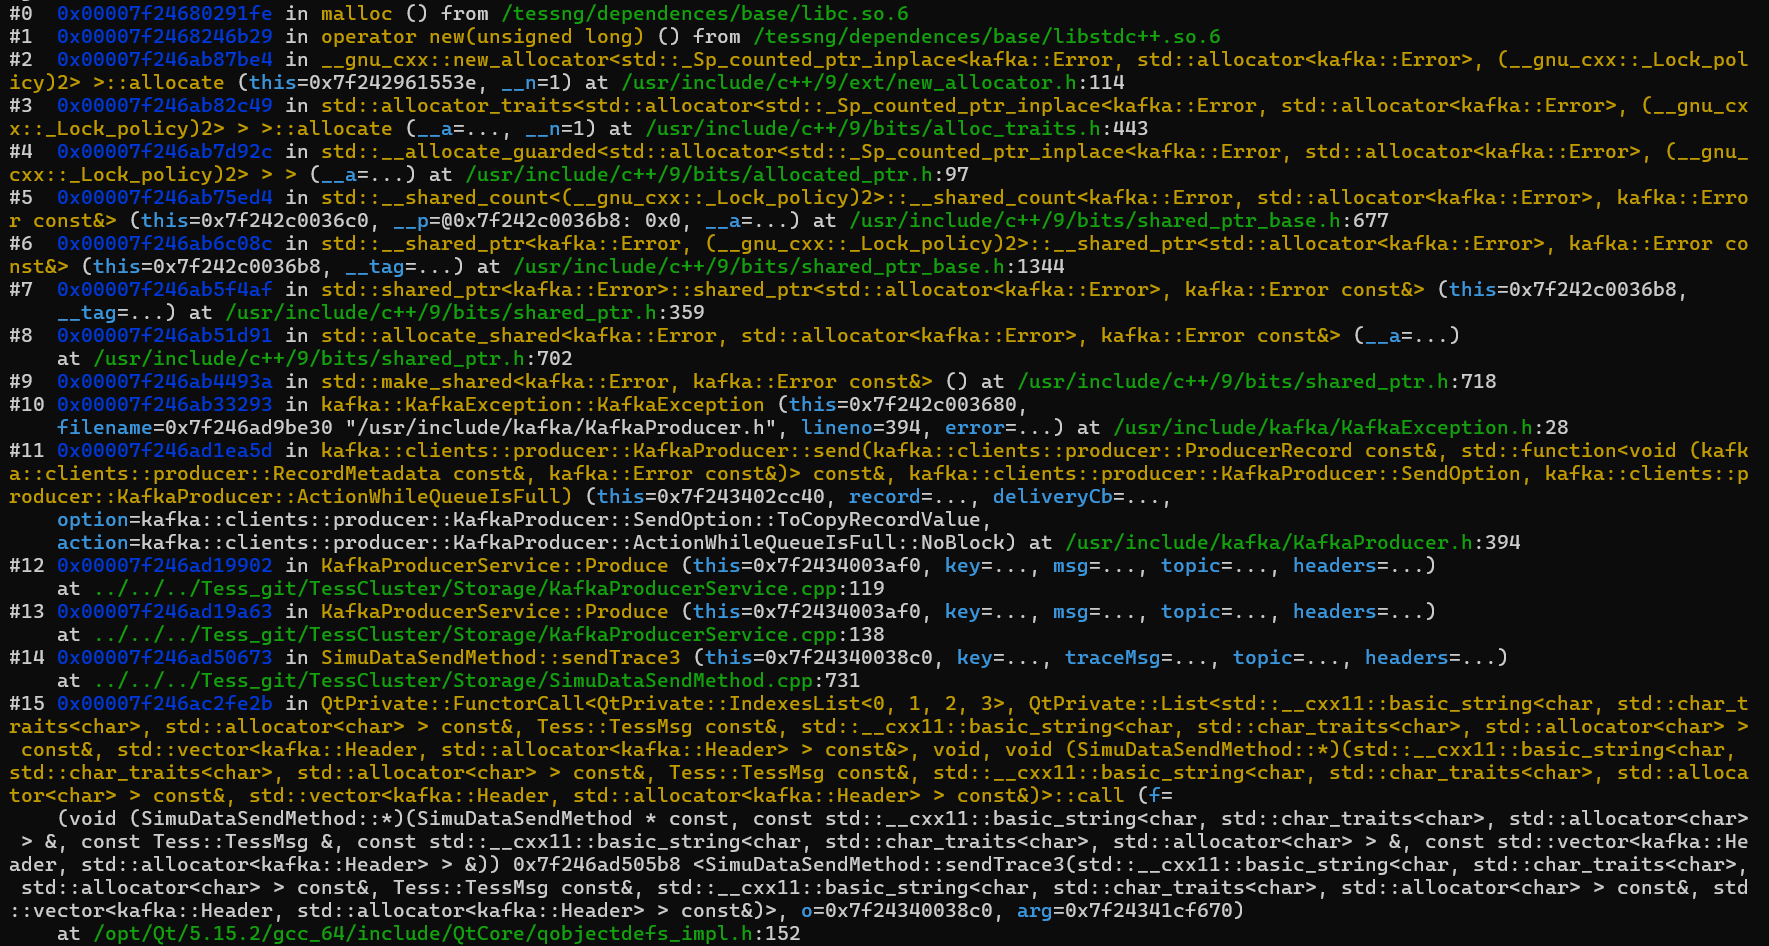 #0  0x00007f24680291fe in malloc () from /tessng/dependences/base/libc.so.6
#1  0x00007f2468246b29 in operator new(unsigned long) () from /tessng/dependences/base/libstdc++.so.6
#2  0x00007f246ab87be4 in __gnu_cxx::new_allocator<std::_Sp_counted_ptr_inplace<kafka::Error, std::allocator<kafka::Error>, (__gnu_cxx::_Lock_pol
icy)2> >::allocate (this=0x7f242961553e, __n=1) at /usr/include/c++/9/ext/new_allocator.h:114
#3  0x00007f246ab82c49 in std::allocator_traits<std::allocator<std::_Sp_counted_ptr_inplace<kafka::Error, std::allocator<kafka::Error>, (__gnu_cx
x::_Lock_policy)2> > >::allocate (__a=..., __n=1) at /usr/include/c++/9/bits/alloc_traits.h:443
#4  0x00007f246ab7d92c in std::__allocate_guarded<std::allocator<std::_Sp_counted_ptr_inplace<kafka::Error, std::allocator<kafka::Error>, (__gnu_
cxx::_Lock_policy)2> > > (__a=...) at /usr/include/c++/9/bits/allocated_ptr.h:97
#5  0x00007f246ab75ed4 in std::__shared_count<(__gnu_cxx::_Lock_policy)2>::__shared_count<kafka::Error, std::allocator<kafka::Error>, kafka::Erro
r const&> (this=0x7f242c0036c0, __p=@0x7f242c0036b8: 0x0, __a=...) at /usr/include/c++/9/bits/shared_ptr_base.h:677
#6  0x00007f246ab6c08c in std::__shared_ptr<kafka::Error, (__gnu_cxx::_Lock_policy)2>::__shared_ptr<std::allocator<kafka::Error>, kafka::Error co
nst&> (this=0x7f242c0036b8, __tag=...) at /usr/include/c++/9/bits/shared_ptr_base.h:1344
#7  0x00007f246ab5f4af in std::shared_ptr<kafka::Error>::shared_ptr<std::allocator<kafka::Error>, kafka::Error const&> (this=0x7f242c0036b8,
    __tag=...) at /usr/include/c++/9/bits/shared_ptr.h:359
#8  0x00007f246ab51d91 in std::allocate_shared<kafka::Error, std::allocator<kafka::Error>, kafka::Error const&> (__a=...)
    at /usr/include/c++/9/bits/shared_ptr.h:702
#9  0x00007f246ab4493a in std::make_shared<kafka::Error, kafka::Error const&> () at /usr/include/c++/9/bits/shared_ptr.h:718
#10 0x00007f246ab33293 in kafka::KafkaException::KafkaException (this=0x7f242c003680,
    filename=0x7f246ad9be30 "/usr/include/kafka/KafkaProducer.h", lineno=394, error=...) at /usr/include/kafka/KafkaException.h:28
#11 0x00007f246ad1ea5d in kafka::clients::producer::KafkaProducer::send(kafka::clients::producer::ProducerRecord const&, std::function<void (kafk
a::clients::producer::RecordMetadata const&, kafka::Error const&)> const&, kafka::clients::producer::KafkaProducer::SendOption, kafka::clients::p
roducer::KafkaProducer::ActionWhileQueueIsFull) (this=0x7f243402cc40, record=..., deliveryCb=...,
    option=kafka::clients::producer::KafkaProducer::SendOption::ToCopyRecordValue,
    action=kafka::clients::producer::KafkaProducer::ActionWhileQueueIsFull::NoBlock) at /usr/include/kafka/KafkaProducer.h:394
#12 0x00007f246ad19902 in KafkaProducerService::Produce (this=0x7f2434003af0, key=..., msg=..., topic=..., headers=...)
    at ../../../Tess_git/TessCluster/Storage/KafkaProducerService.cpp:119
#13 0x00007f246ad19a63 in KafkaProducerService::Produce (this=0x7f2434003af0, key=..., msg=..., topic=..., headers=...)
    at ../../../Tess_git/TessCluster/Storage/KafkaProducerService.cpp:138
#14 0x00007f246ad50673 in SimuDataSendMethod::sendTrace3 (this=0x7f24340038c0, key=..., traceMsg=..., topic=..., headers=...)
    at ../../../Tess_git/TessCluster/Storage/SimuDataSendMethod.cpp:731
#15 0x00007f246ac2fe2b in QtPrivate::FunctorCall<QtPrivate::IndexesList<0, 1, 2, 3>, QtPrivate::List<std::__cxx11::basic_string<char, std::char_t
raits<char>, std::allocator<char> > const&, Tess::TessMsg const&, std::__cxx11::basic_string<char, std::char_traits<char>, std::allocator<char> >
 const&, std::vector<kafka::Header, std::allocator<kafka::Header> > const&>, void, void (SimuDataSendMethod::*)(std::__cxx11::basic_string<char,
std::char_traits<char>, std::allocator<char> > const&, Tess::TessMsg const&, std::__cxx11::basic_string<char, std::char_traits<char>, std::alloca
tor<char> > const&, std::vector<kafka::Header, std::allocator<kafka::Header> > const&)>::call (f=
    (void (SimuDataSendMethod::*)(SimuDataSendMethod * const, const std::__cxx11::basic_string<char, std::char_traits<char>, std::allocator<char>
 > &, const Tess::TessMsg &, const std::__cxx11::basic_string<char, std::char_traits<char>, std::allocator<char> > &, const std::vector<kafka::He
ader, std::allocator<kafka::Header> > &)) 0x7f246ad505b8 <SimuDataSendMethod::sendTrace3(std::__cxx11::basic_string<char, std::char_traits<char>,
 std::allocator<char> > const&, Tess::TessMsg const&, std::__cxx11::basic_string<char, std::char_traits<char>, std::allocator<char> > const&, std
::vector<kafka::Header, std::allocator<kafka::Header> > const&)>, o=0x7f24340038c0, arg=0x7f24341cf670)
    at /opt/Qt/5.15.2/gcc_64/include/QtCore/qobjectdefs_impl.h:152